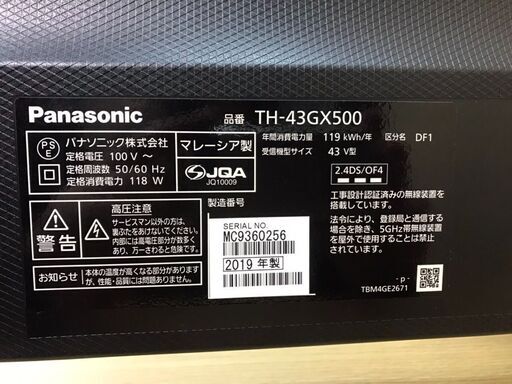 Panasonic
品番 TH-43GX500
PS
E
パナソニック株式会社
定格電圧 100 V ～
定格周波数 50/60 Hz
定格消費電力 118 W
マレーシア製
JQA
JQ10009
年間消費電力量 119 kWh/年 区分名 DF1
受信機型サイズ 43 V型
2.4DS/OF4
工事設計認証済みの無線装置を
搭載しています。
法令により、登録局と通信する
場合を除き、5GHz帯無線装置
を屋外で使用することは禁止
されています。
警告
高圧注意
サービスマン以外の方は、
裏ぶたをあけないでください。
内部には高電圧部分が数多く
あり、万一さわると危険です。
製造番号
SERIAL NO.
MC9360256
2019 年製
お知らせ
本体の温度が高くなる部分があります
が、性能・品質には問題ありません。
- p -
TBM4GE2671